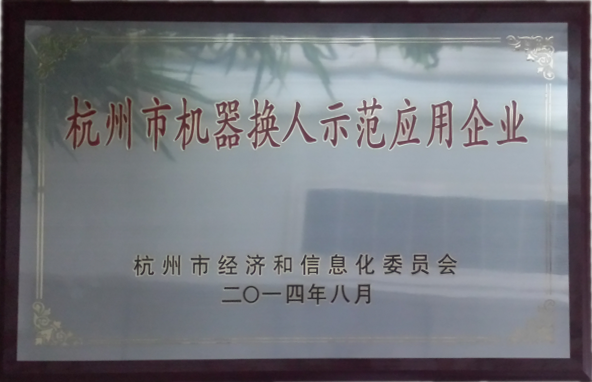 杭州市机器换人示范应用企业
杭州市经济和信息化委员会
二〇一四年八月